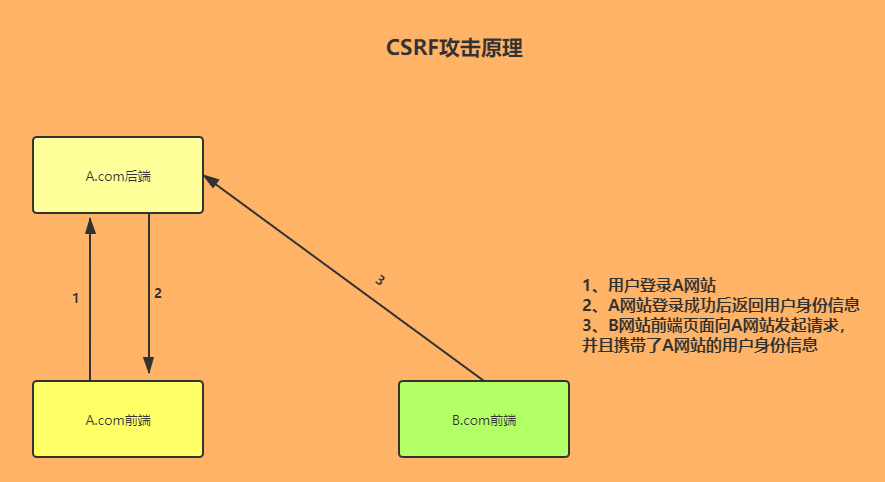 CSRF攻击原理
A.com后端
1
2
3
1、用户登录A网站
2、A网站登录成功后返回用户身份信息
3、B网站前端页面向A网站发起请求，
并且携带了A网站的用户身份信息
A.com前端
B.com前端